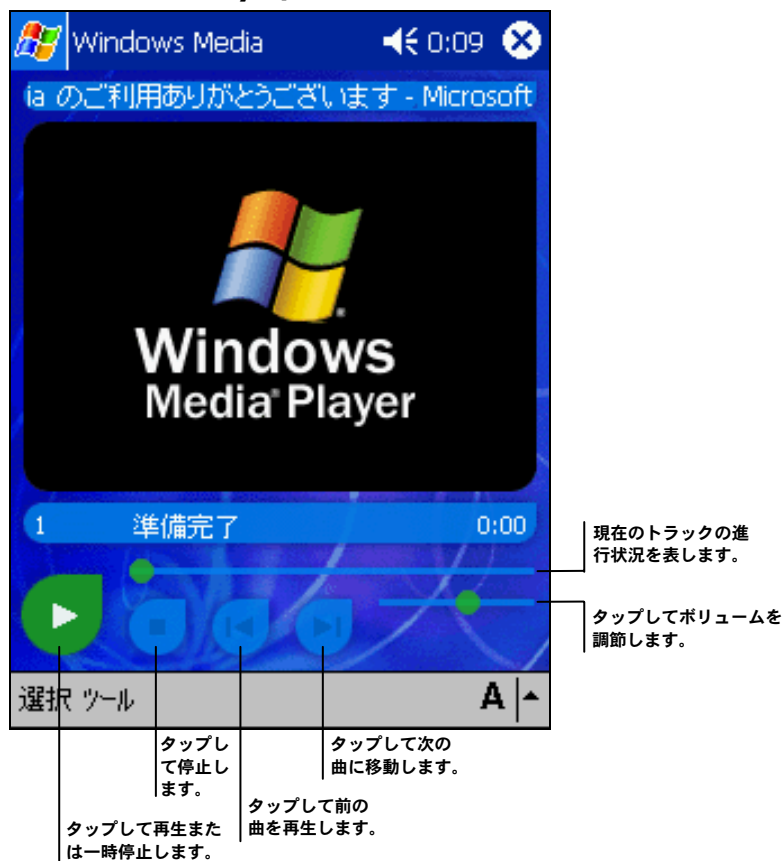 Windows Media 0:09
ia のご利用ありがとうございます - Microsoft
Windows
Media Player
1 準備完了 0:00
現在のトラックの進
行状況を表します。
タップしてボリュームを
調節します。
選択 ツール A
タップし
て停止し
ます。
タップして次の
曲に移動します。
タップして前の
曲を再生します。
タップして再生また
は一時停止します。